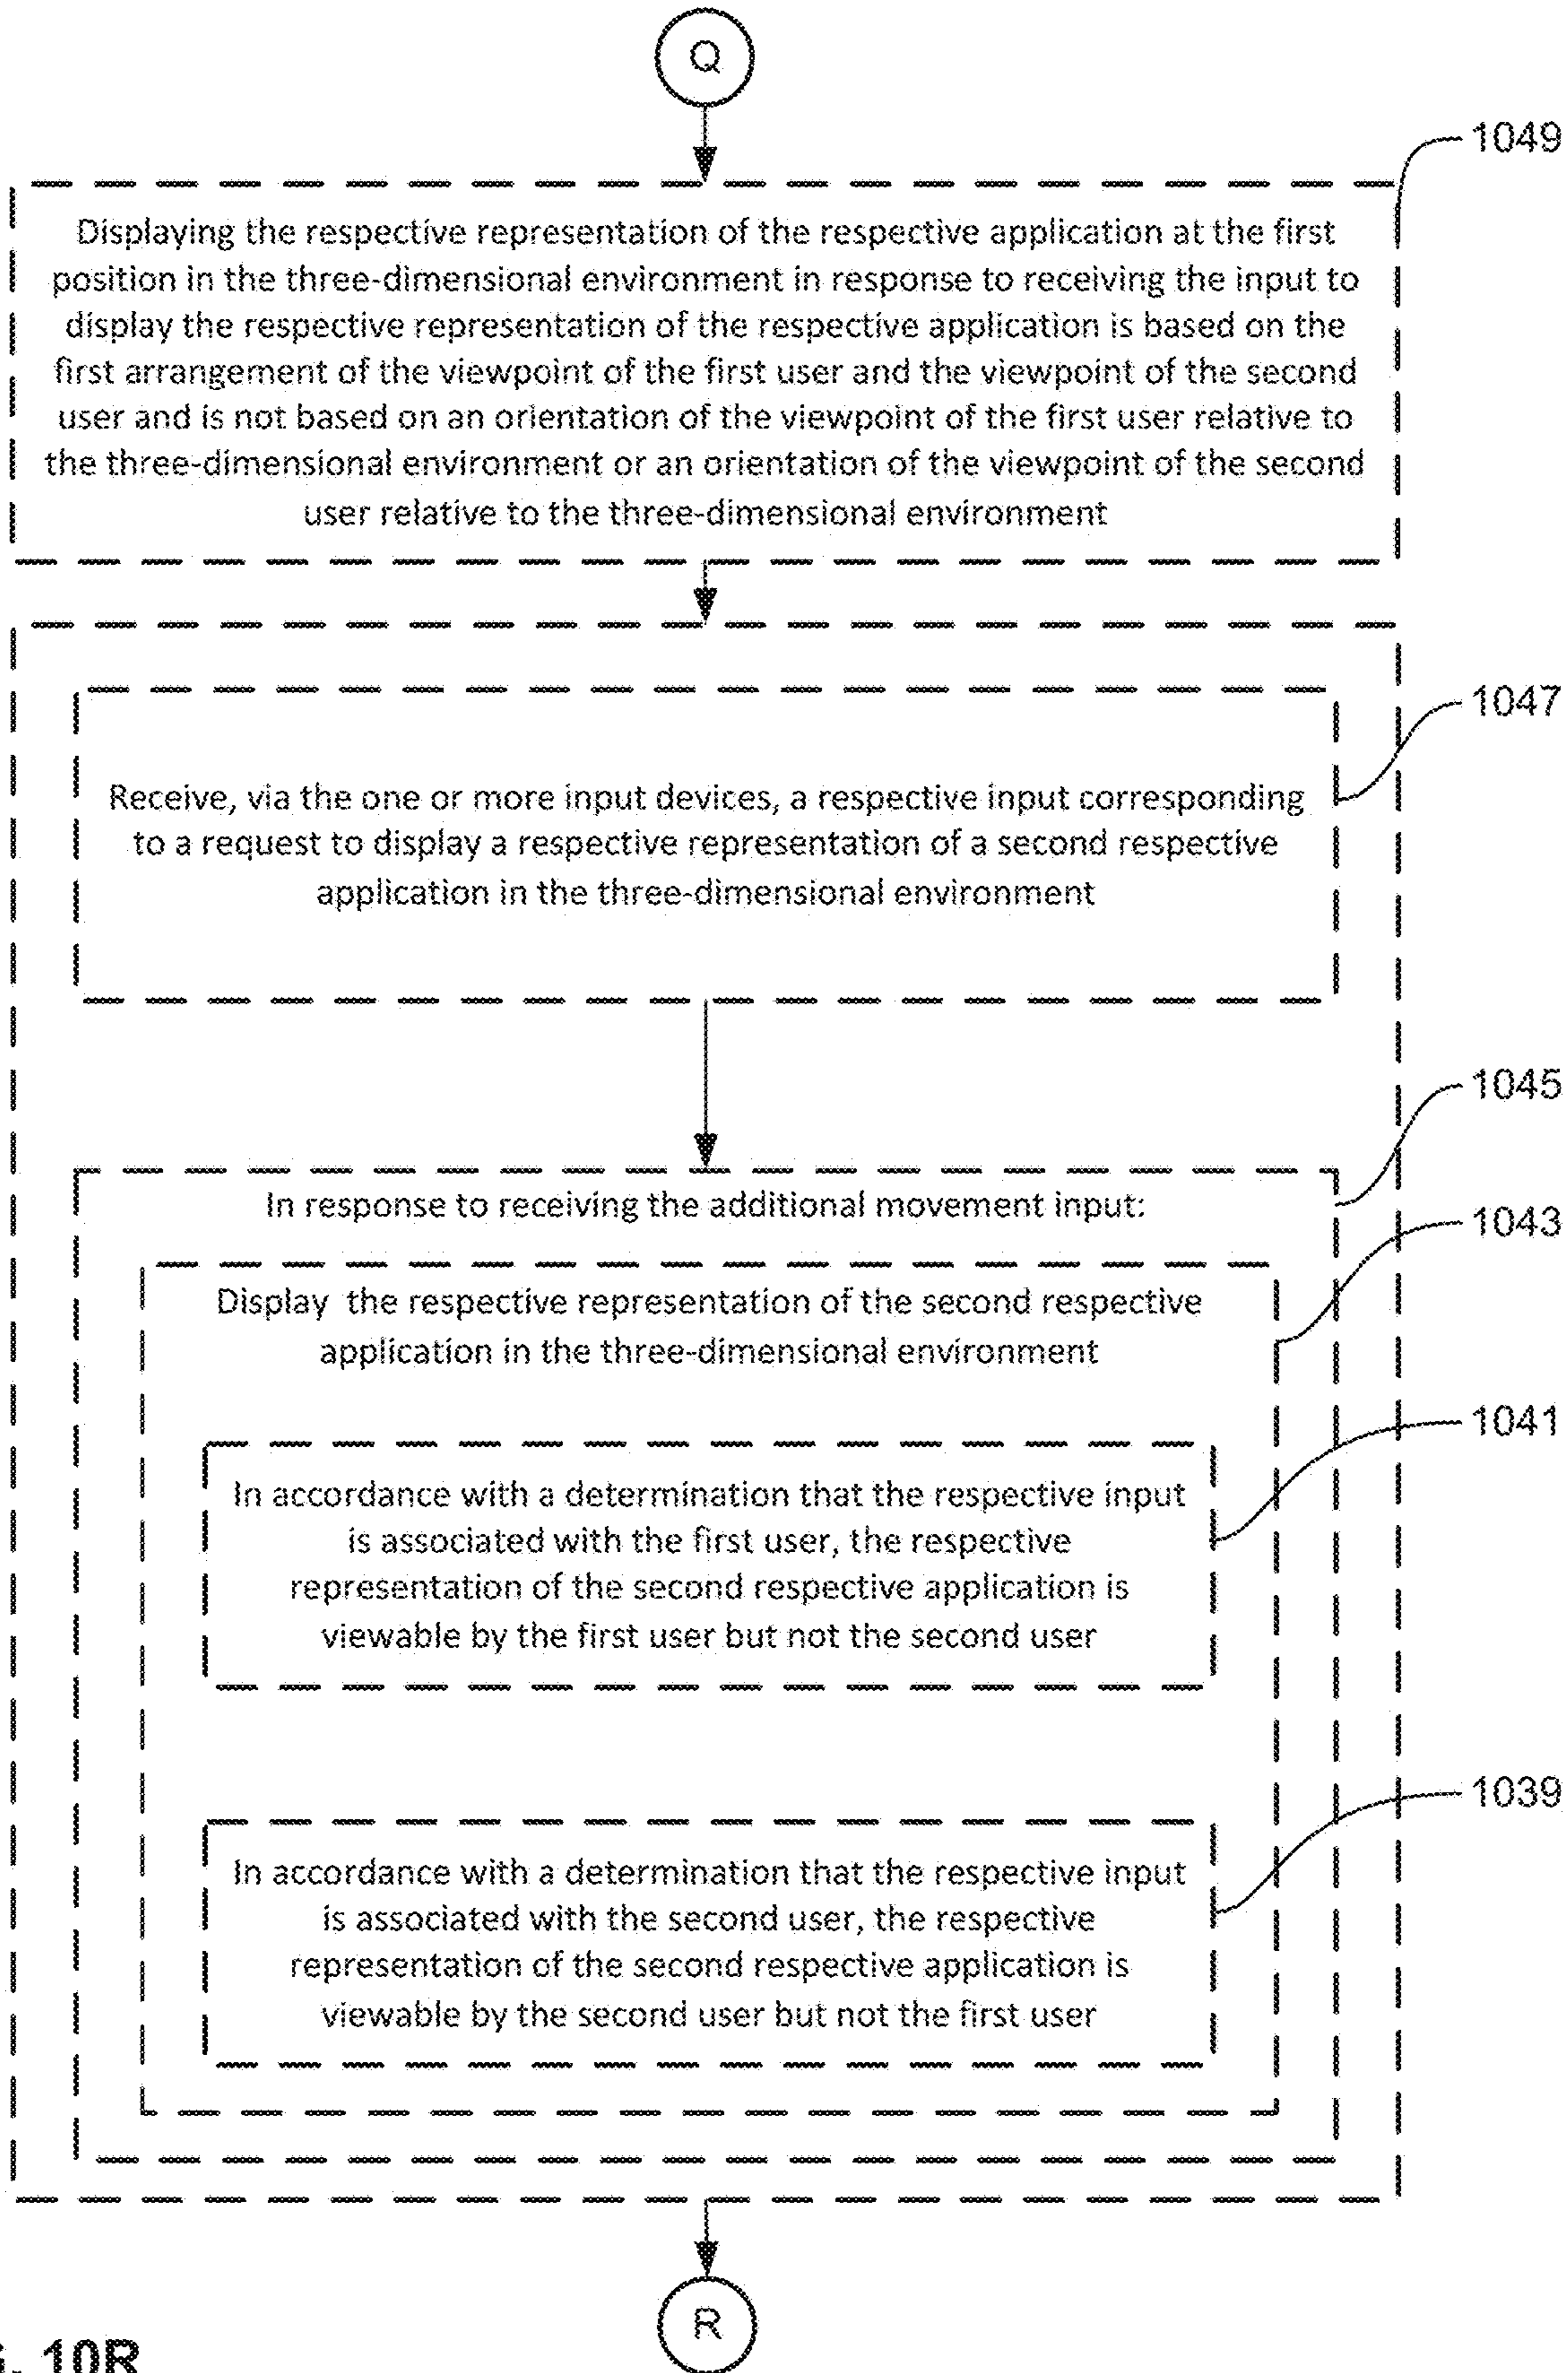 Q
1049
Displaying the respective representation of the respective application at the first
position in the three-dimensional environment in response to receiving the input to
display the respective representation of the respective application is based on the
first arrangement of the viewpoint of the first user and the viewpoint of the second
user and is not based on an orientation of the viewpoint of the first user relative to
the three-dimensional environment or an orientation of the viewpoint of the second
user relative to the three-dimensional environment
1047
Receive, via the one or more input devices, a respective input corresponding
to a request to display a respective representation of a second respective
application in the three-dimensional environment
1045
In response to receiving the additional movement input:
1043
Display the respective representation of the second respective
application in the three-dimensional environment
1041
In accordance with a determination that the respective input
is associated with the first user, the respective
representation of the second respective application is
viewable by the first user but not the second user
1039
In accordance with a determination that the respective input
is associated with the second user, the respective
representation of the second respective application is
viewable by the second user but not the first user
R
10R